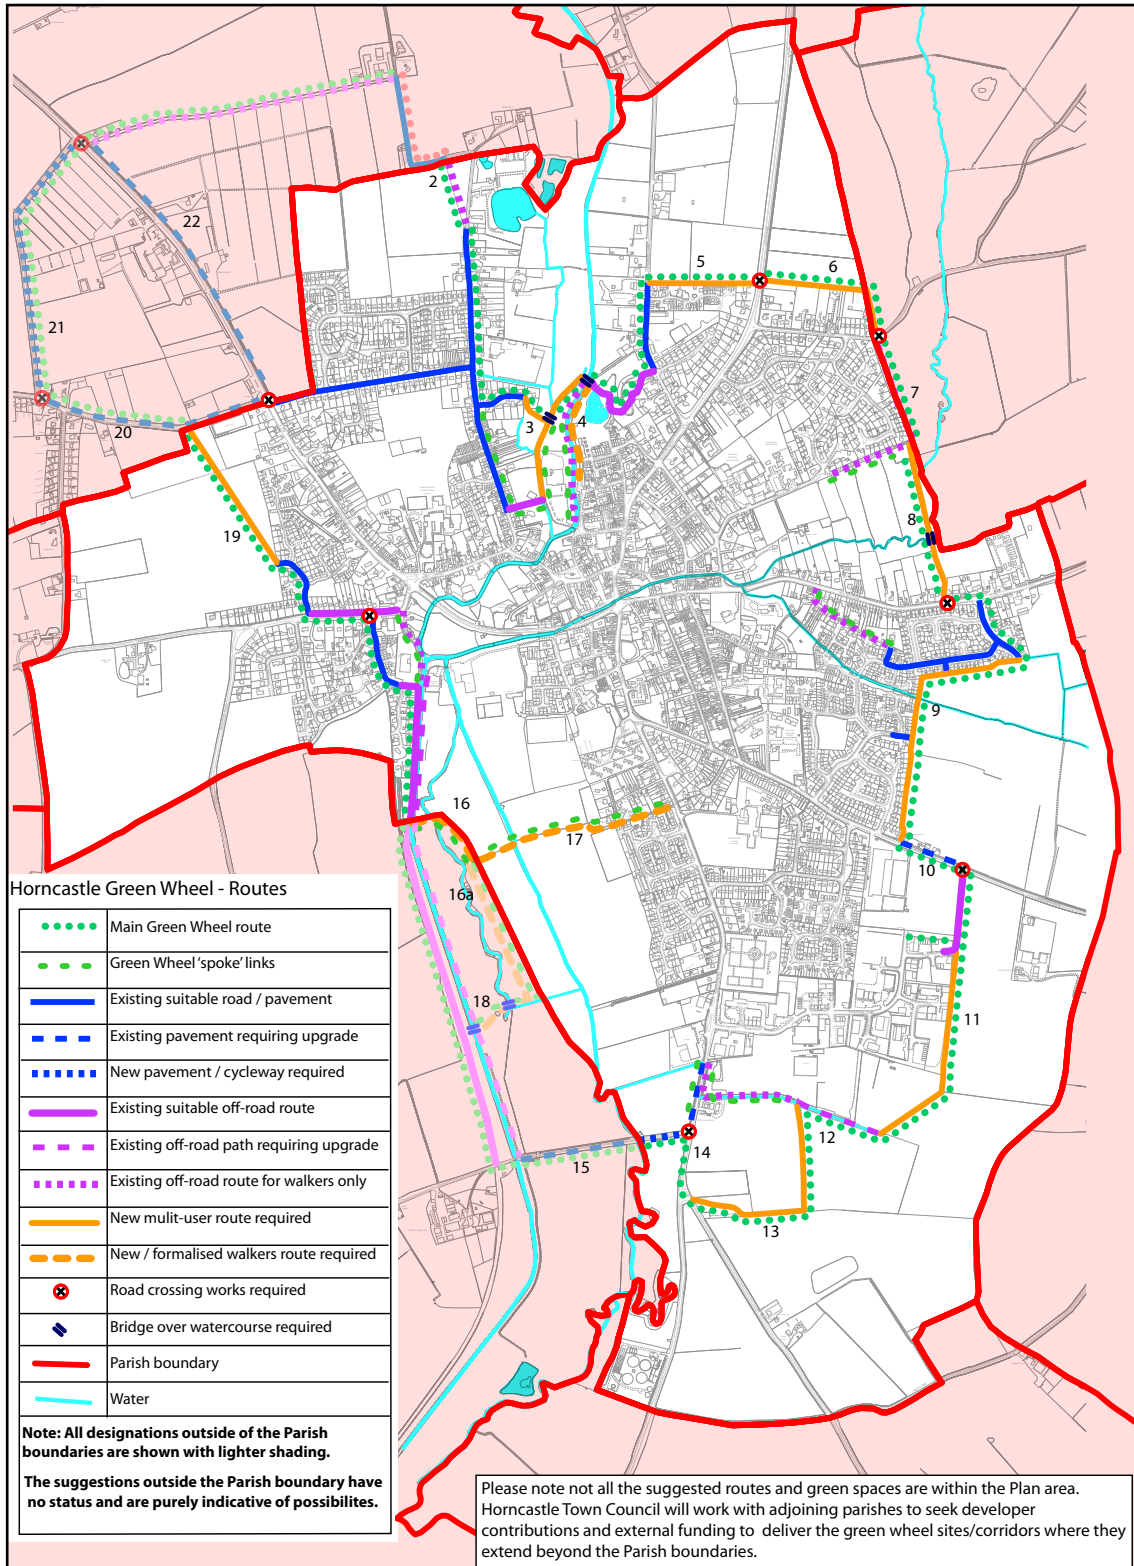 2
22
5
6
21
7
3
4
20
8
19
9
16
17
10
16a
11
18
12
14
15
13
Horncastle Green Wheel - Routes
Main Green Wheel route
Green Wheel 'spoke' links
Existing suitable road / pavement
Existing pavement requiring upgrade
New pavement / cycleway required
Existing suitable off-road route
Existing off-road path requiring upgrade
Existing off-road route for walkers only
New mulit-user route required
New / formalised walkers route required
Road crossing works required
Bridge over watercourse required
Parish boundary
Water
Note: All designations outside of the Parish
boundaries are shown with lighter shading.
The suggestions outside the Parish boundary have
no status and are purely indicative of possibilites.
Please note not all the suggested routes and green spaces are within the Plan area.
Horncastle Town Council will work with adjoining parishes to seek developer
contributions and external funding to deliver the green wheel sites/corridors where they
extend beyond the Parish boundaries.